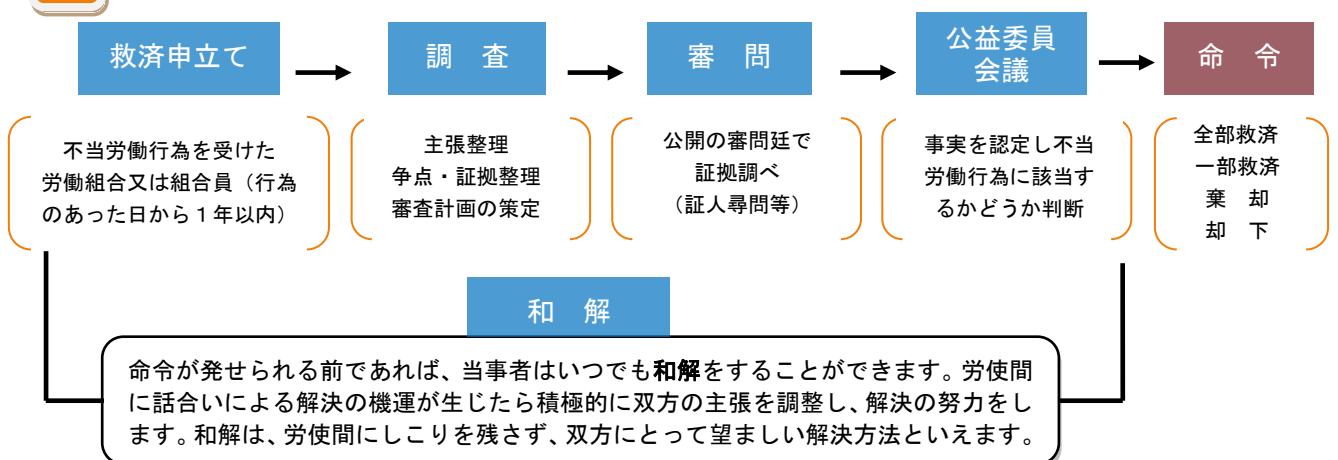 救済申立て
調　査
審　問
公益委員
会議
命　令
不当労働行為を受けた
労働組合又は組合員（行為
のあった日から１年以内）
主張整理
争点・証拠整理
審査計画の策定
公開の審問廷で
証拠調べ
（証人尋問等）
事実を認定し不当
労働行為に該当す
るかどうか判断
全部救済
一部救済
棄　却
却　下
和　解
命令が発せられる前であれば、当事者はいつでも和解をすることができます。労使間
に話合いによる解決の機運が生じたら積極的に双方の主張を調整し、解決の努力をし
ます。和解は、労使間にしこりを残さず、双方にとって望ましい解決方法といえます。